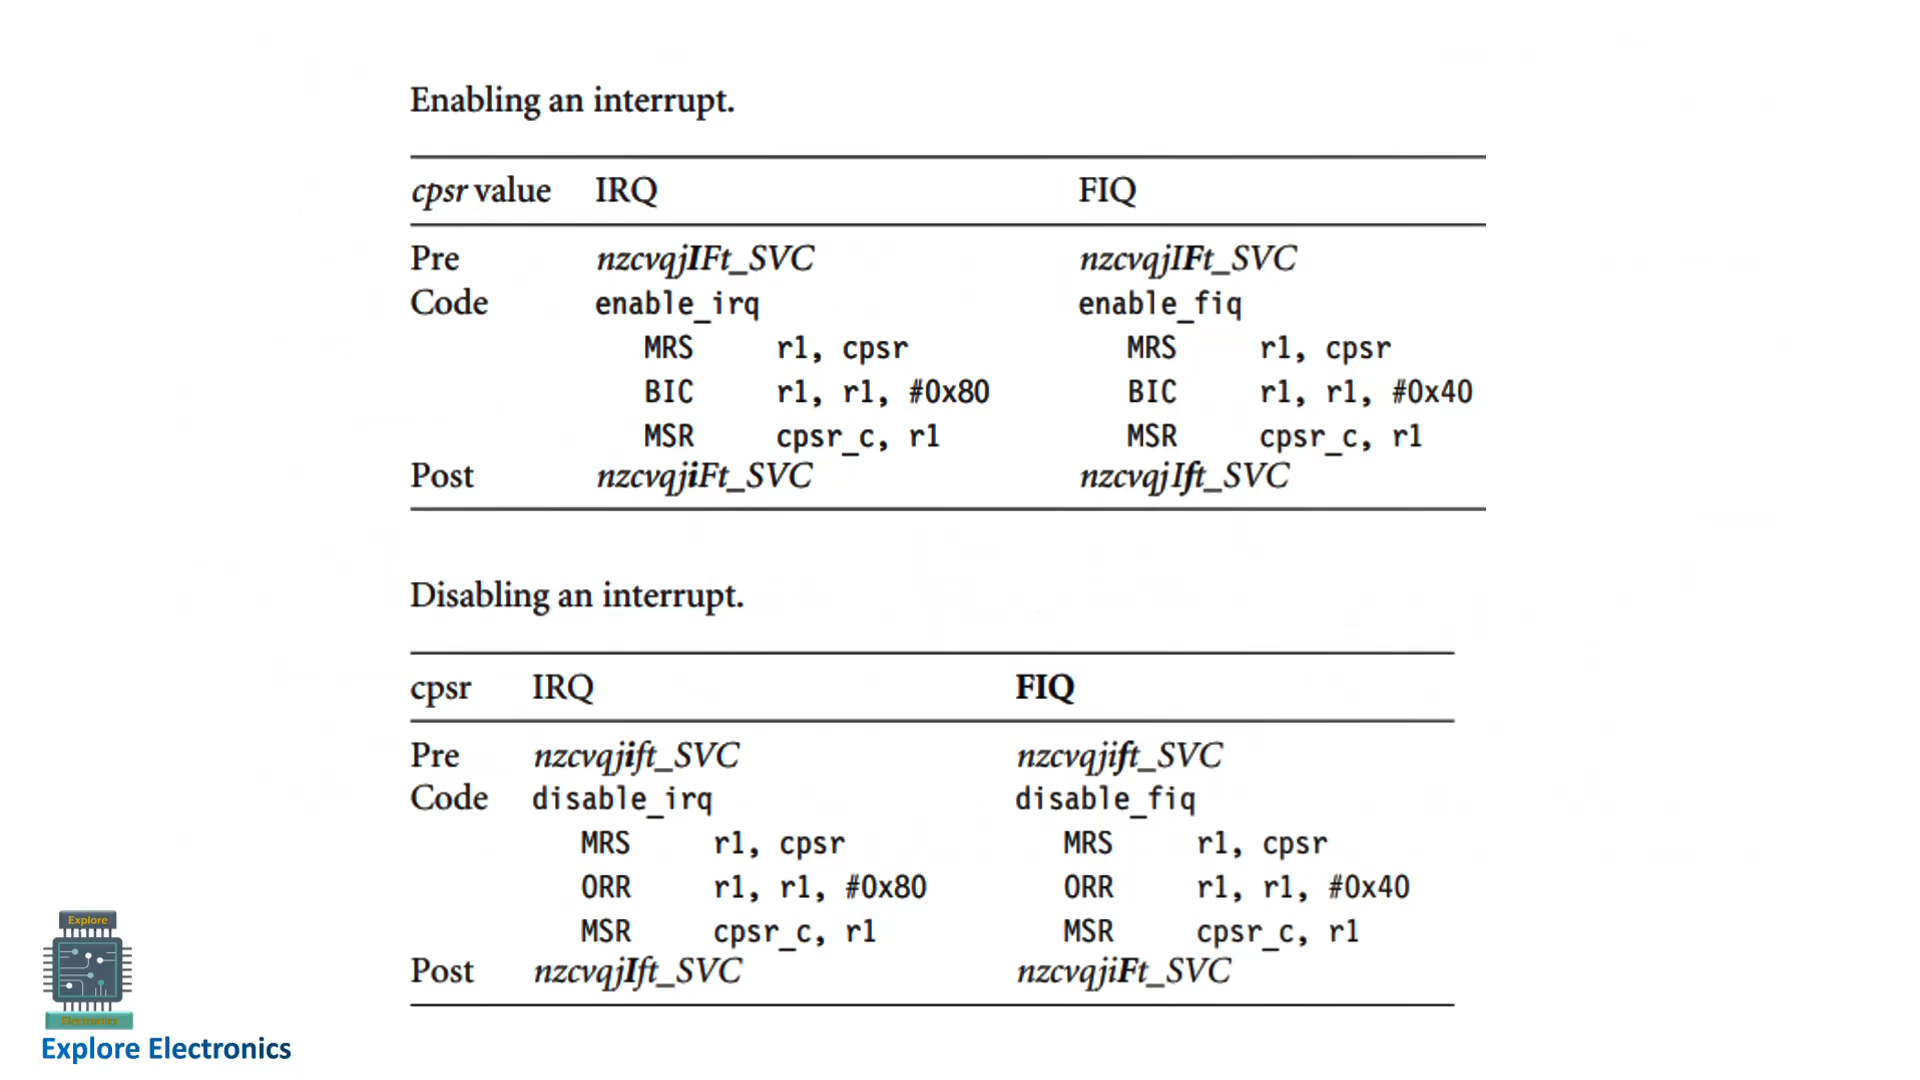 Enabling an interrupt.
cpsr value IRQ FIQ
Pre nzcvqjIFt_SVC nzcvqjIFt_SVC
Code enable_irq enable_fiq
MRS r1, cpsr MRS r1, cpsr
BIC r1, r1, #0x80 BIC r1, r1, #0x40
MSR cpsr_c, r1 MSR cpsr_c, r1
Post nzcvqjiFt_SVC nzcvqjIft_SVC
Disabling an interrupt.
cpsr IRQ FIQ
Pre nzcvqjift_SVC nzcvqjift_SVC
Code disable_irq disable_fiq
MRS r1, cpsr MRS r1, cpsr
ORR r1, r1, #0x80 ORR r1, r1, #0x40
MSR cpsr_c, r1 MSR cpsr_c, r1
Post nzcvqjIft_SVC nzcvqjiFt_SVC
Explore
Electronics
Explore Electronics